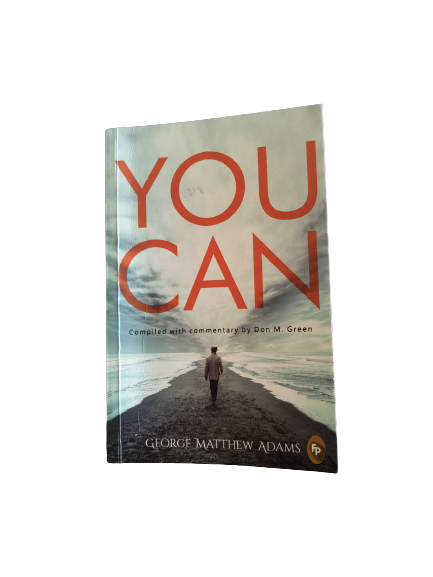 YOU
CAN
Compiled with commentary by Don M. Green
GEORGE MATTHEW ADAMS
FP